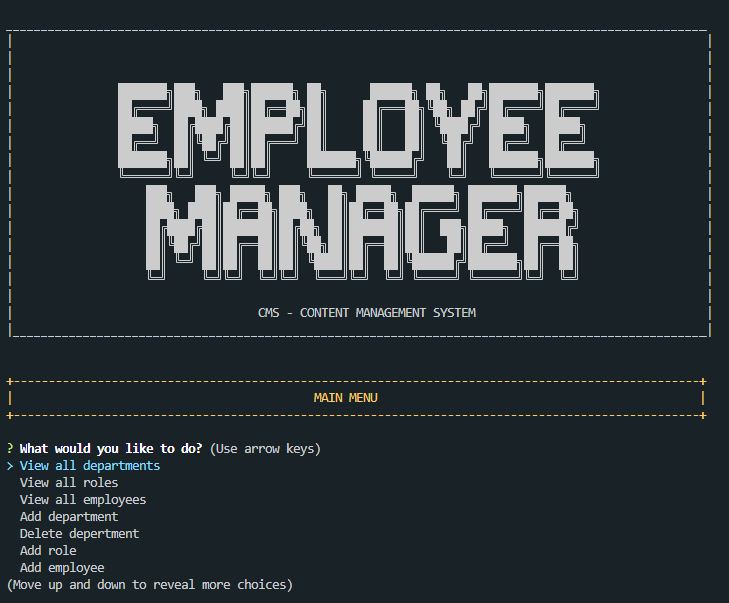 EMPLOYEE
MANAGER
CMS - CONTENT MANAGEMENT SYSTEM
MAIN MENU
? What would you like to do? (Use arrow keys)
> View all departments
View all roles
View all employees
Add department
Delete depertment
Add role
Add employee
(Move up and down to reveal more choices)